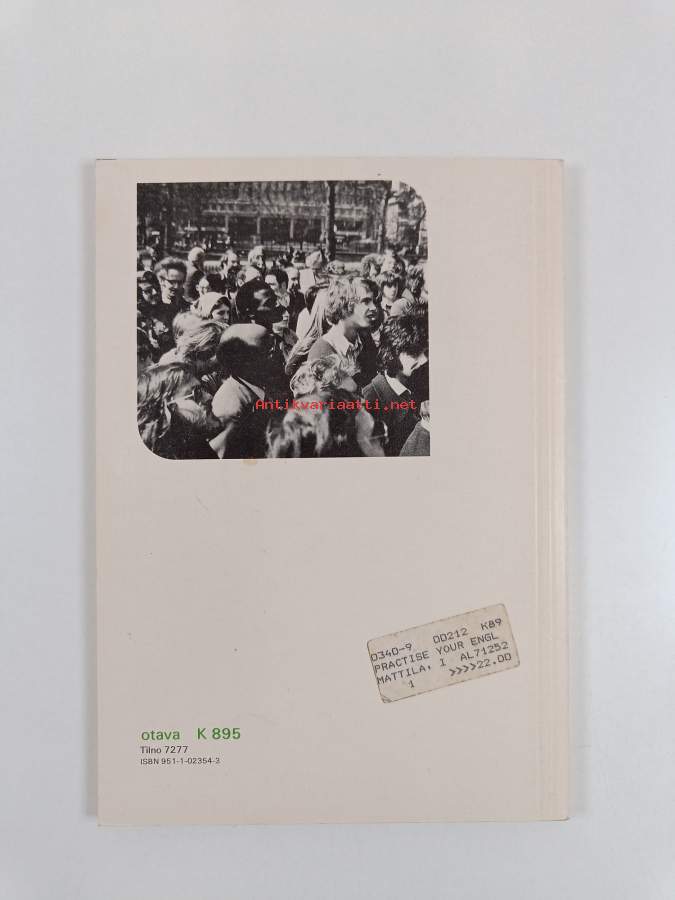 Antikvariaatti.net
0340-9 00212 K89
PRACTISE YOUR ENGL
MATTILA, I AL71252
1 >>>>22.00
otava K 895
Tilno 7277
ISBN 951-1-02354-3